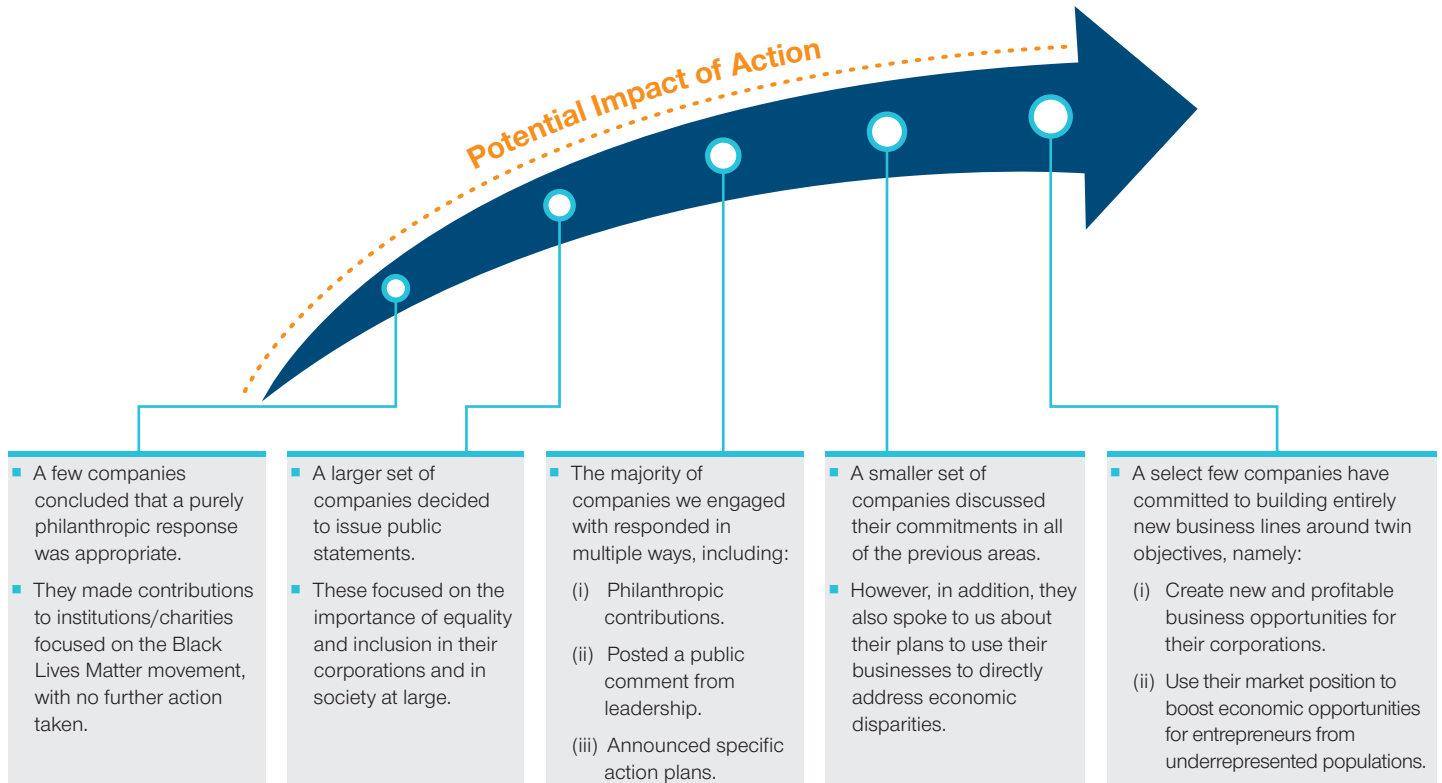 Potential Impact of Action
■ A few companies
concluded that a purely
philanthropic response
was appropriate.
■ They made contributions
to institutions/charities
focused on the Black
Lives Matter movement,
with no further action
taken.
■ A larger set of
companies decided
to issue public
statements.
■ These focused on the
importance of equality
and inclusion in their
corporations and in
society at large.
■ The majority of
companies we engaged
with responded in
multiple ways, including:
(i) Philanthropic
contributions.
(ii) Posted a public
comment from
leadership.
(iii) Announced specific
action plans.
■ A smaller set of
companies discussed
their commitments in all
of the previous areas.
■ However, in addition, they
also spoke to us about
their plans to use their
businesses to directly
address economic
disparities.
■ A select few companies have
committed to building entirely
new business lines around twin
objectives, namely:
(i) Create new and profitable
business opportunities for
their corporations.
(ii) Use their market position to
boost economic opportunities
for entrepreneurs from
underrepresented populations.